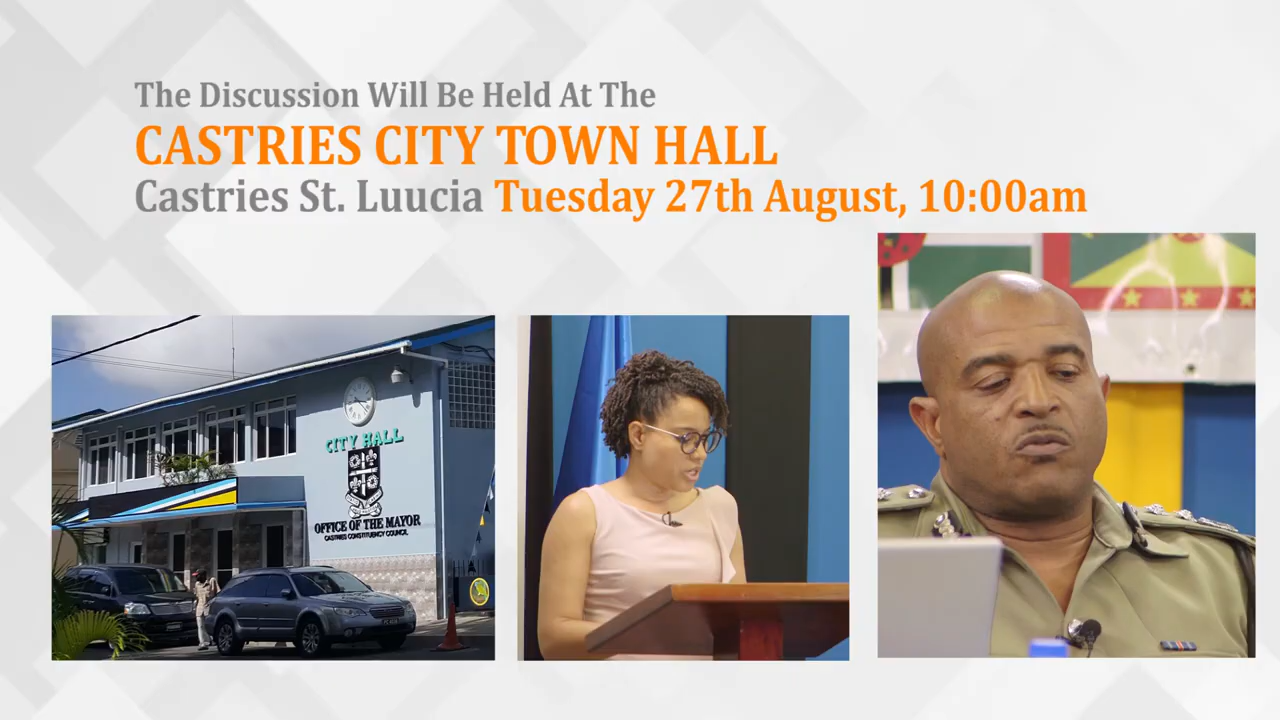 The Discussion Will Be Held At The
CASTRIES CITY TOWN HALL
Castries St. Luucia Tuesday 27th August, 10:00am
CITY HALL
OFFICE OF THE MAYOR
CASTRIES CONSTITUENCY COUNCIL